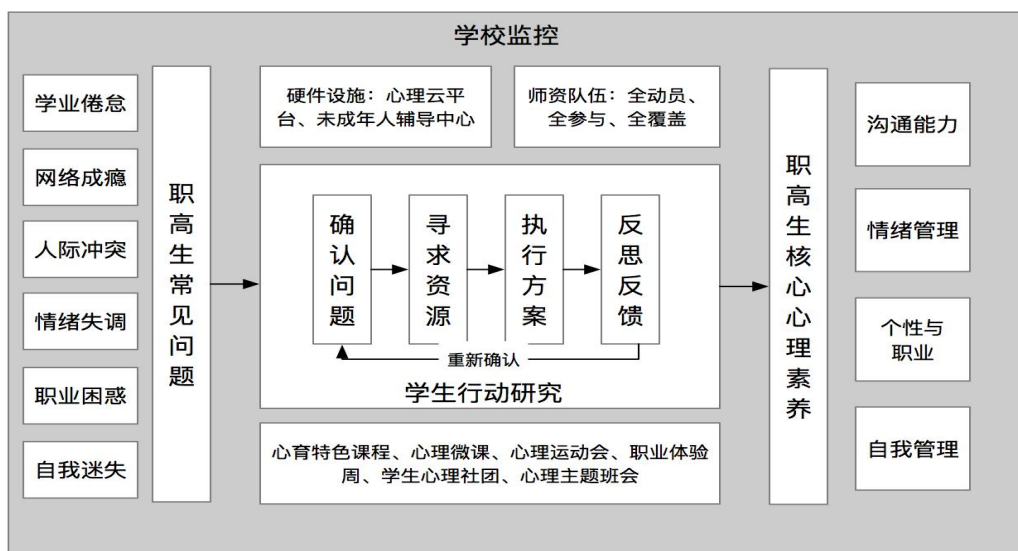 学校监控
学业倦怠
网络成瘾
人际冲突
情绪失调
职业困惑
自我迷失
职高生常见问题
硬件设施：心理云平
台、未成年人辅导中心
师资队伍：全动员、
全参与、全覆盖
确认问题
寻求资源
执行方案
反思反馈
重新确认
学生行动研究
心育特色课程、心理微课、心理运动会、职业体验
周、学生心理社团、心理主题班会
职高生核心心理素养
沟通能力
情绪管理
个性与
职业
自我管理